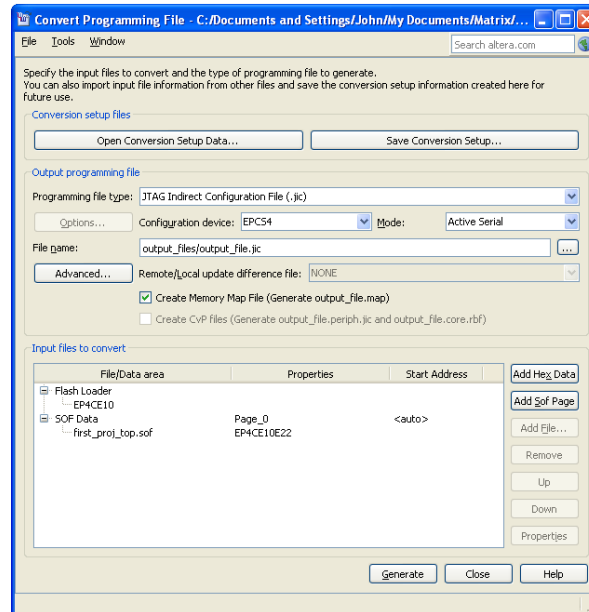 Convert Programming File - C:/Documents and Settings/John/My Documents/Matrix/...
File Tools Window
Search altera.com
Specify the input files to convert and the type of programming file to generate.
You can also import input file information from other files and save the conversion setup information created here for
future use.
Conversion setup files
Open Conversion Setup Data... Save Conversion Setup...
Output programming file
Programming file type: JTAG Indirect Configuration File (.jic)
Options... Configuration device: EPCS4 Mode: Active Serial
File name: output_files/output_file.jic ...
Advanced... Remote/Local update difference file: NONE
Create Memory Map File (Generate output_file.map)
Create CvP files (Generate output_file.periph.jic and output_file.core.rbf)
Input files to convert
File/Data area Properties Start Address
Flash Loader
EP4CE10
SOF Data Page_0 <auto>
first_proj_top.sof EP4CE10E22
Add Hex Data
Add Sof Page
Add File...
Remove
Up
Down
Properties
Generate Close Help